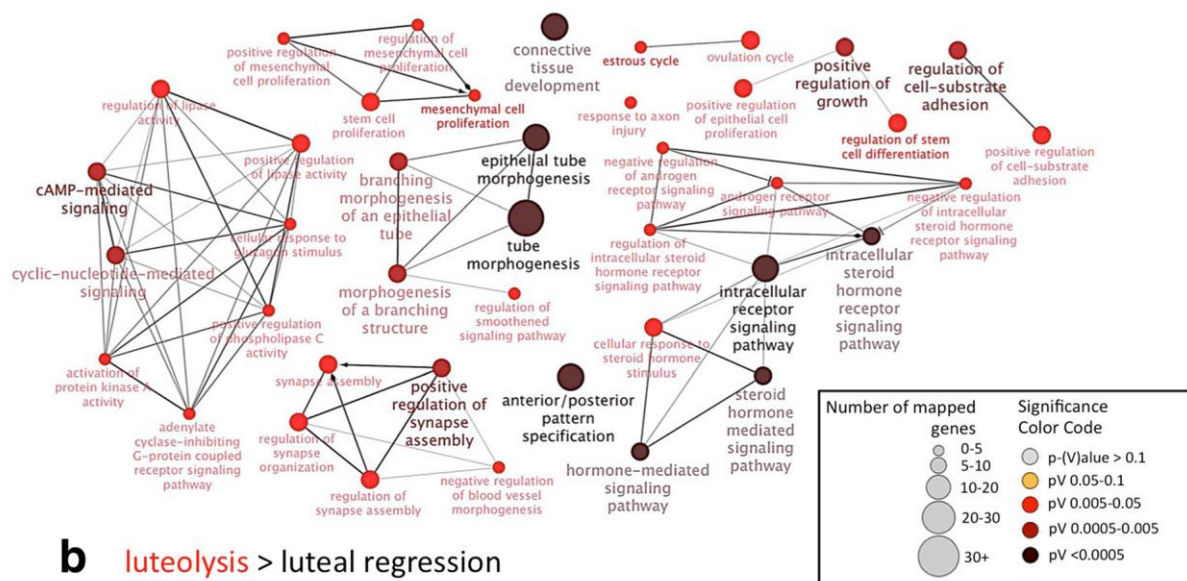 positive regulation
of mesenchymal
cell proliferation
regulation of
mesenchymal cell
proliferation
stem cell
proliferation
mesenchymal cell
proliferation
connective
tissue
development
estrous cycle
ovulation cycle
response to axon
injury
positive
regulation of
growth
positive regulation
of epithelial cell
proliferation
regulation of stem
cell differentiation
regulation of
cell-substrate
adhesion
positive regulation
of cell-substrate
adhesion
regulation of lipase
activity
positive regulation
of lipase activity
cAMP-mediated
signaling
cellular response to
glucagon stimulus
cyclic-nucleotide-mediated
signaling
positive regulation
of phospholipase C
activity
activation of
protein kinase A
activity
adenylate
cyclase-inhibiting
G-protein coupled
receptor signaling
pathway
branching
morphogenesis
of an epithelial
tube
epithelial tube
morphogenesis
tube
morphogenesis
morphogenesis
of a branching
structure
regulation of
smoothened
signaling pathway
negative regulation
of androgen
receptor signaling
pathway
androgen receptor
signaling pathway
negative regulation
of intracellular
steroid hormone
receptor signaling
pathway
regulation of
intracellular steroid
hormone receptor
signaling pathway
intracellular
steroid
hormone
receptor
signaling
pathway
intracellular
receptor
signaling
pathway
cellular response to
steroid hormone
stimulus
steroid
hormone
mediated
signaling
pathway
hormone-mediated
signaling
pathway
synapse assembly
positive
regulation of
synapse
assembly
regulation of
synapse
organization
regulation of
synapse assembly
negative regulation
of blood vessel
morphogenesis
anterior/posterior
pattern
specification
Number of mapped
genes
0-5
5-10
10-20
20-30
30+
Significance
Color Code
p-(V)alue > 0.1
pV 0.05-0.1
pV 0.005-0.05
pV 0.0005-0.005
pV <0.0005
b luteolysis > luteal regression